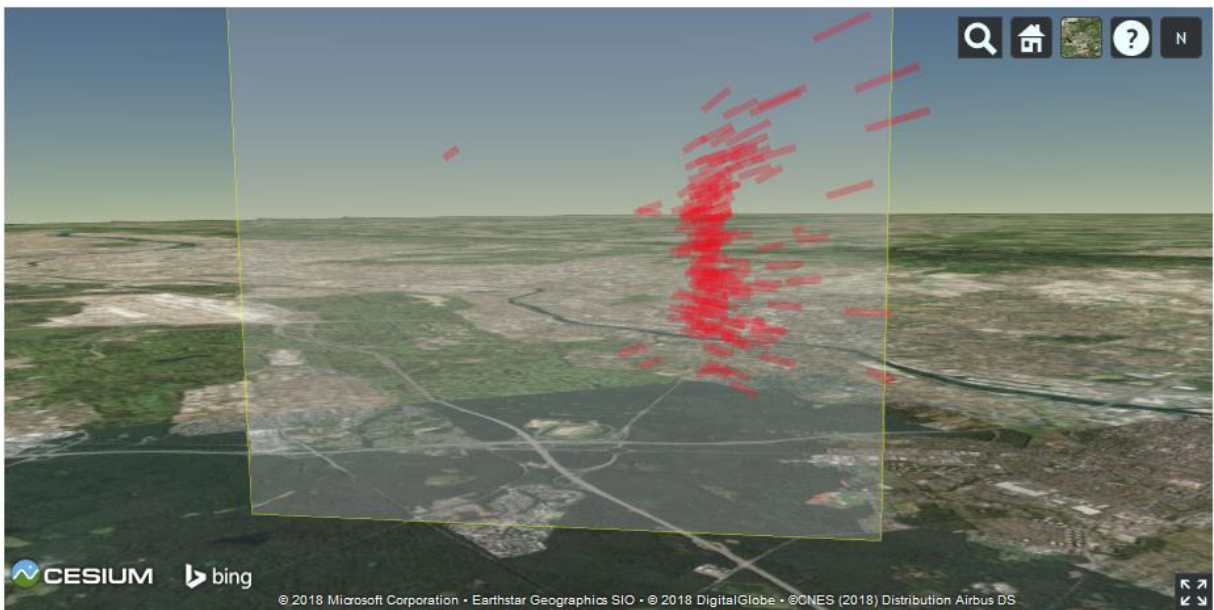 N
CESIUM
bing
© 2018 Microsoft Corporation • Earthstar Geographics SIO • © 2018 DigitalGlobe • ©CNES (2018) Distribution Airbus DS